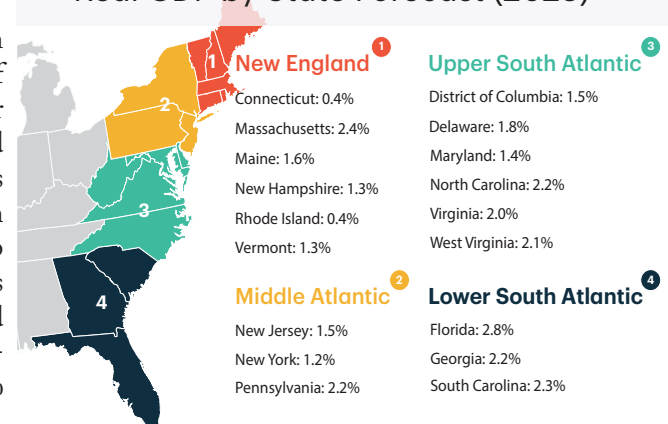 1
2
3
4
New England 1
Connecticut: 0.4%
Massachusetts: 2.4%
Maine: 1.6%
New Hampshire: 1.3%
Rhode Island: 0.4%
Vermont: 1.3%
Middle Atlantic 2
New Jersey: 1.5%
New York: 1.2%
Pennsylvania: 2.2%
Upper South Atlantic 3
District of Columbia: 1.5%
Delaware: 1.8%
Maryland: 1.4%
North Carolina: 2.2%
Virginia: 2.0%
West Virginia: 2.1%
Lower South Atlantic 4
Florida: 2.8%
Georgia: 2.2%
South Carolina: 2.3%